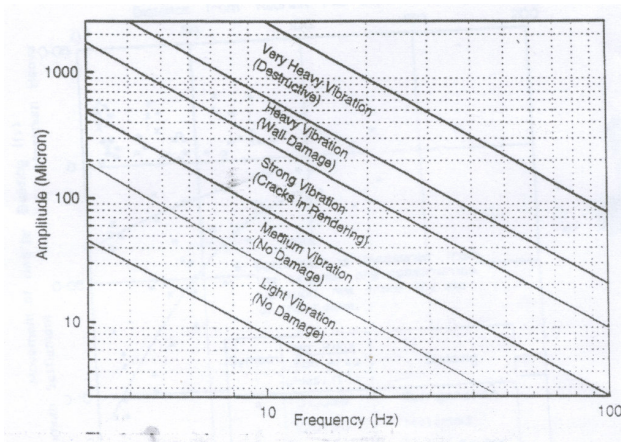 1000
100
10
Amplitude (Micron)
Very Heavy Vibration
(Destructive)
Heavy Vibration
(Wall Damage)
Strong Vibration
(Cracks in Rendering)
Medium Vibration
(No Damage)
Light Vibration
(No Damage)
10
100
Frequency (Hz)